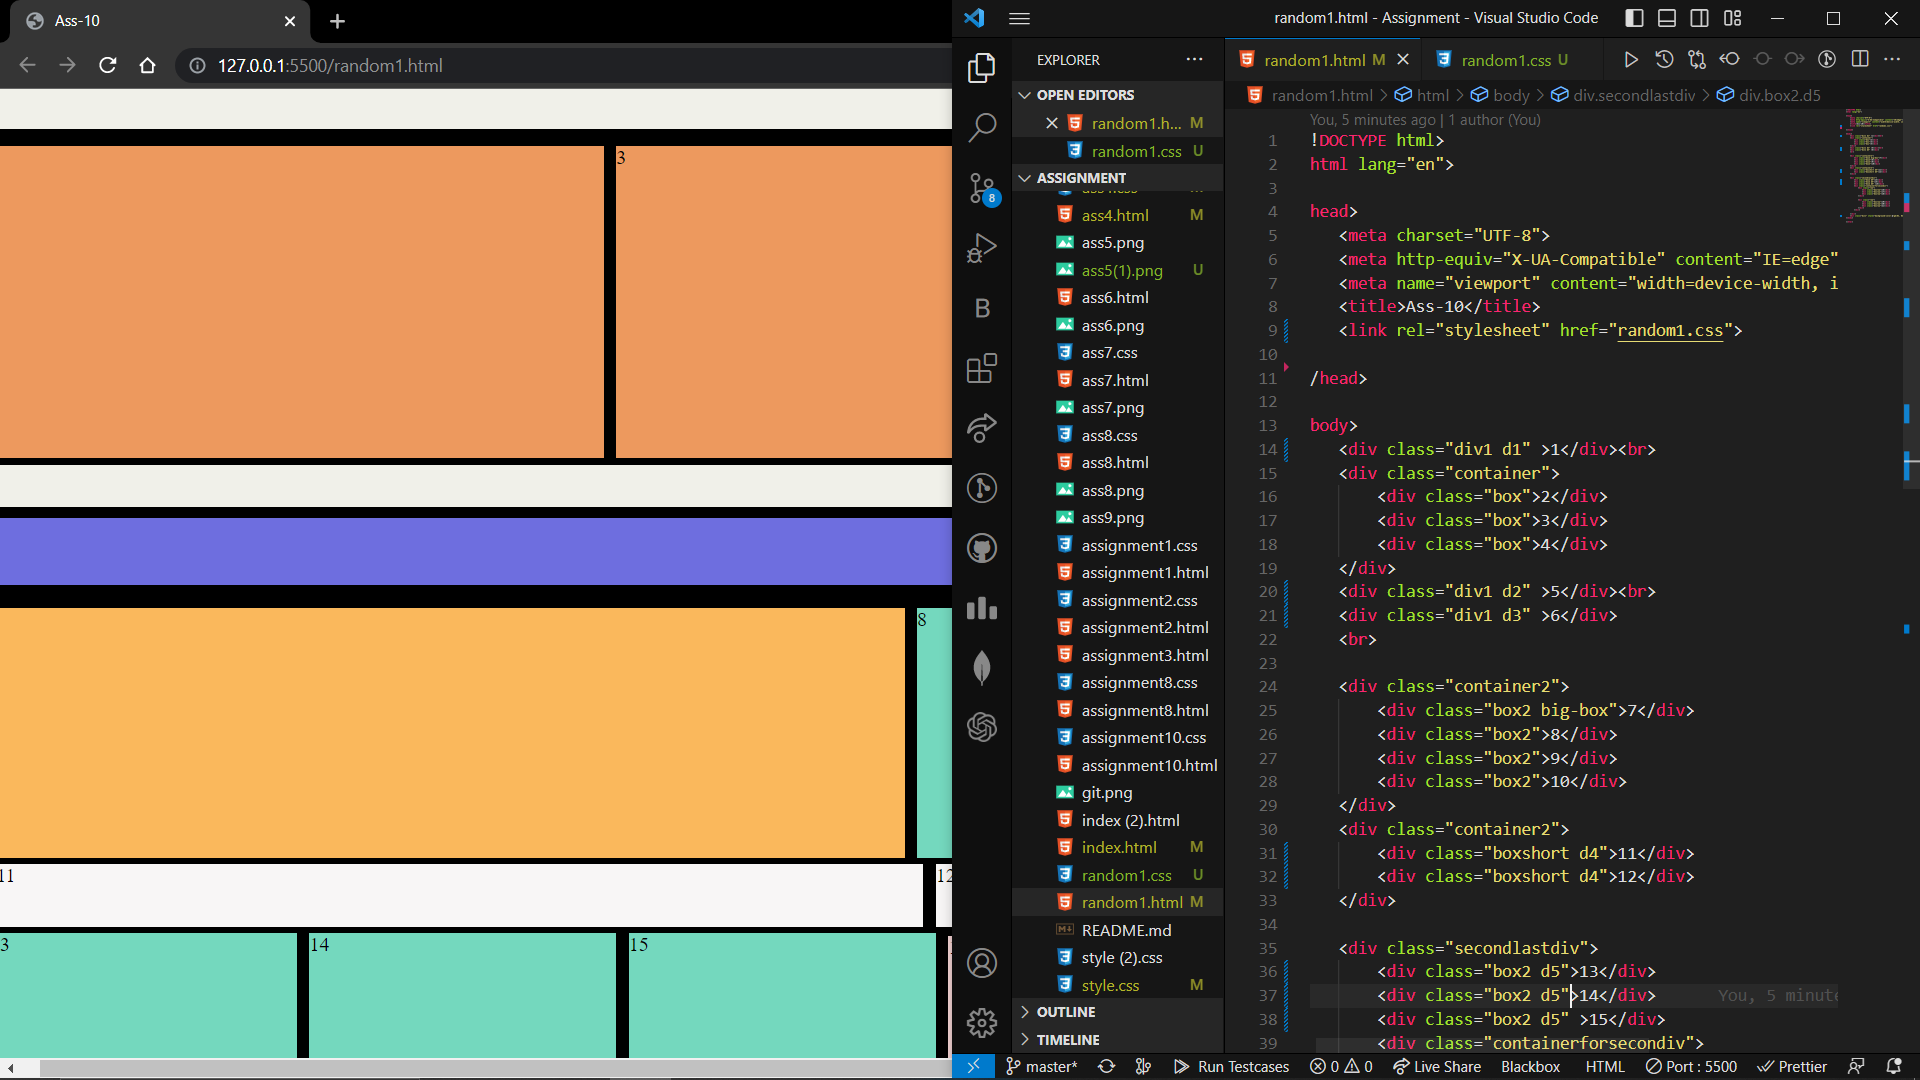 Ass-10
127.0.0.1:5500/random1.html
3
8
11
12
3
14
15
random1.html - Assignment - Visual Studio Code
EXPLORER
OPEN EDITORS
random1.h... M
random1.css U
ASSIGNMENT
ass4.html M
ass5.png
ass5(1).png U
ass6.html
ass6.png
ass7.css
ass7.html
ass7.png
ass8.css
ass8.html
ass8.png
ass9.png
assignment1.css
assignment1.html
assignment2.css
assignment2.html
assignment3.html
assignment8.css
assignment8.html
assignment10.css
assignment10.html
git.png
index (2).html
index.html M
random1.css U
random1.html M
README.md
style (2).css
style.css M
OUTLINE
TIMELINE
8
B
random1.html M
random1.css U
random1.html > html > body > div.secondlastdiv > div.box2.d5
You, 5 minutes ago | 1 author (You)
1 !DOCTYPE html>
2 html lang="en">
3
4 head>
5 <meta charset="UTF-8">
6 <meta http-equiv="X-UA-Compatible" content="IE=edge"
7 <meta name="viewport" content="width=device-width, i
8 <title>Ass-10</title>
9 <link rel="stylesheet" href="random1.css">
10
11 /head>
12
13 body>
14 <div class="div1 d1" >1</div><br>
15 <div class="container">
16 <div class="box">2</div>
17 <div class="box">3</div>
18 <div class="box">4</div>
19 </div>
20 <div class="div1 d2" >5</div><br>
21 <div class="div1 d3" >6</div>
22 <br>
23
24 <div class="container2">
25 <div class="box2 big-box">7</div>
26 <div class="box2">8</div>
27 <div class="box2">9</div>
28 <div class="box2">10</div>
29 </div>
30 <div class="container2">
31 <div class="boxshort d4">11</div>
32 <div class="boxshort d4">12</div>
33 </div>
34
35 <div class="secondlastdiv">
36 <div class="box2 d5">13</div>
37 <div class="box2 d5">14</div> You, 5 minute
38 <div class="box2 d5" >15</div>
39 <div class="containerforsecondiv">
master* Run Testcases 0 0 Live Share Blackbox HTML Port : 5500 Prettier